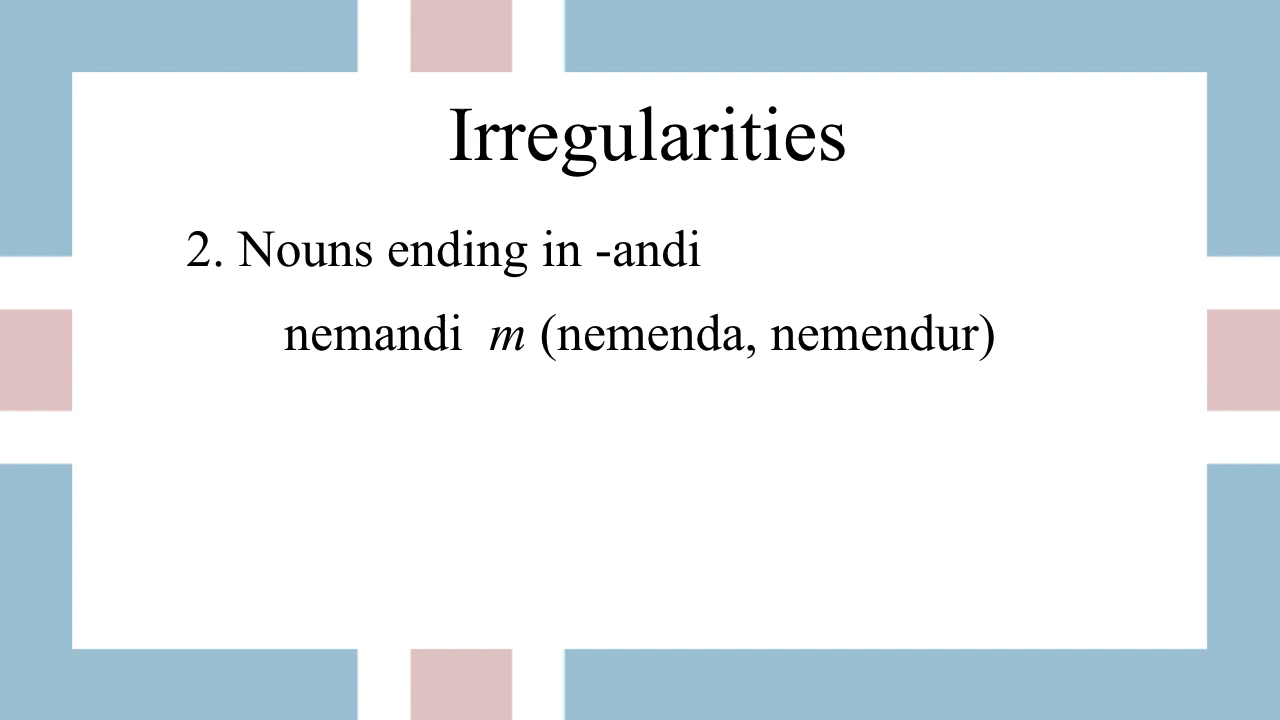 Irregularities
2. Nouns ending in -andi
nemandi m (nemenda, nemendur)